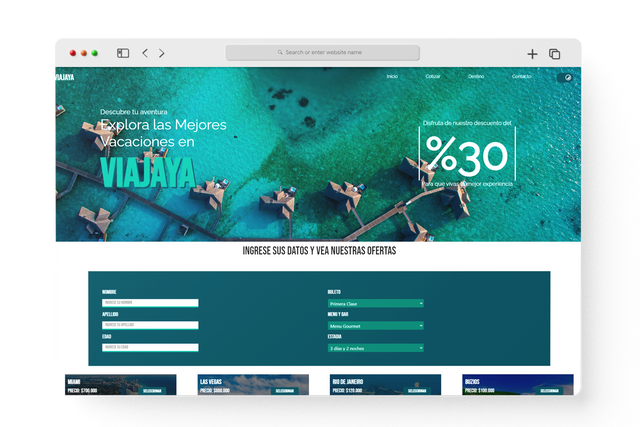 Search or enter website name
VIAJAYA
Inicio
Cotizar
Destino
Contacto
Descubre tu aventura
Explora las Mejores
Vacaciones en
VIAJAYA
Disfruta de nuestro descuento del
%30
Para que vivas la mejor experiencia
INGRESE SUS DATOS Y VEA NUESTRAS OFERTAS
NOMBRE
INGRESE SU NOMBRE
APELLIDO
INGRESE SU APELLIDO
EDAD
INGRESE SU EDAD
BOLETO
Primera Clase
MENU Y BAR
Menu Gourmet
ESTADIA
3 días y 2 noches
MIAMI
PRECIO: $700.000
SELECCIONAR
LAS VEGAS
PRECIO: $600.000
SELECCIONAR
RIO DE JANEIRO
PRECIO: $120.000
SELECCIONAR
BUZIOS
PRECIO: $160.000
SELECCIONAR